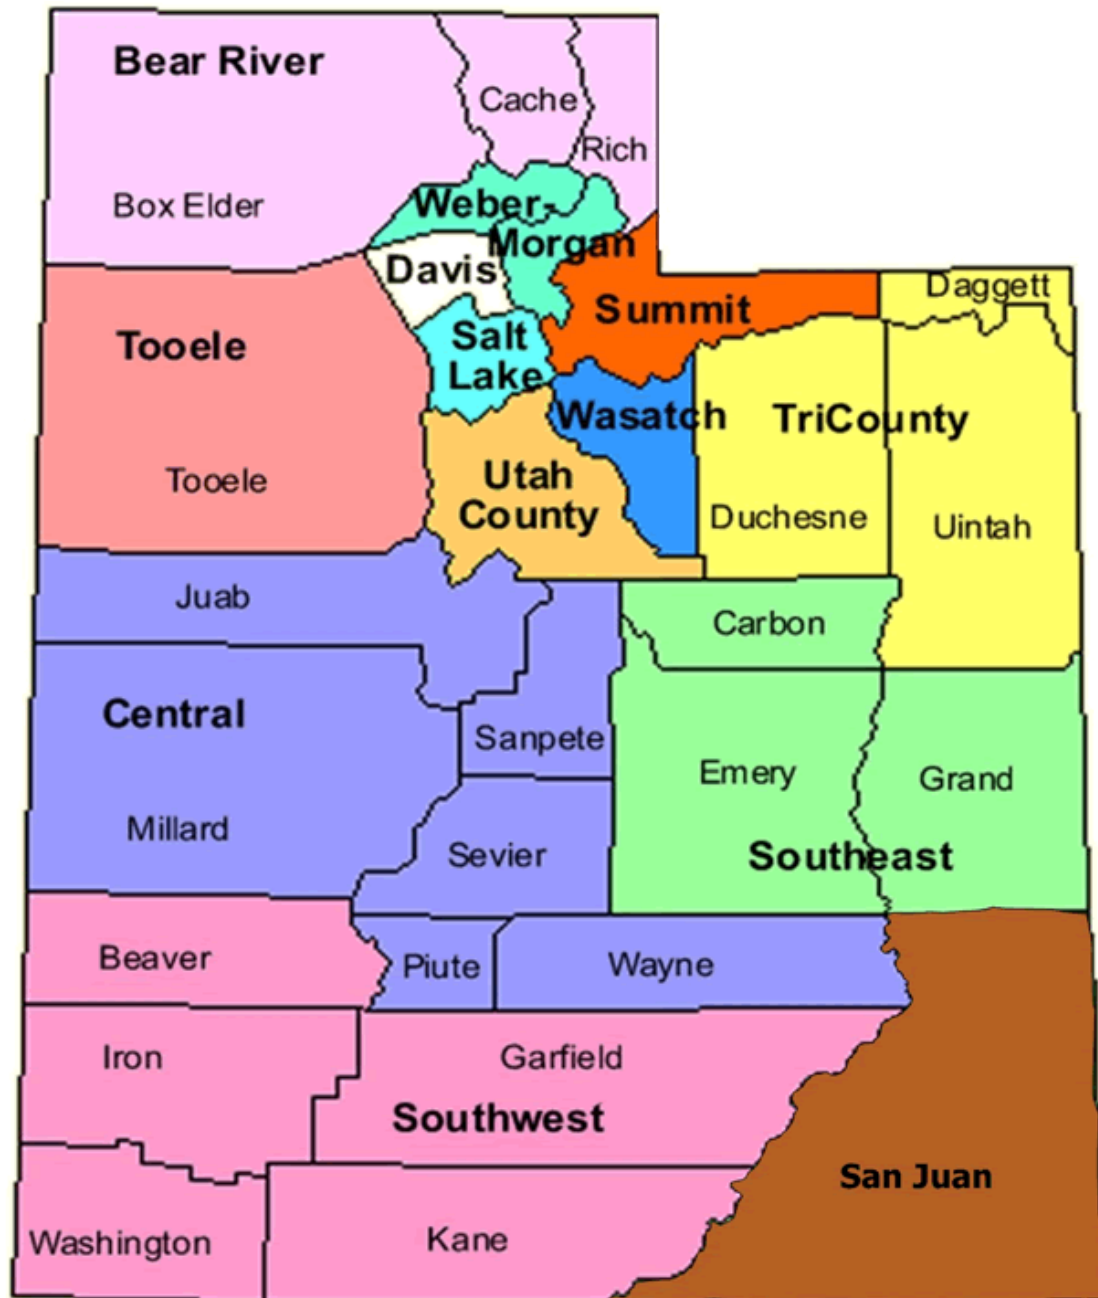 Bear River
Cache
Rich
Box Elder
Weber-
Morgan
Davis
Daggett
Summit
Salt
Lake
Tooele
Wasatch
TriCounty
Utah
County
Tooele
Duchesne
Uintah
Juab
Carbon
Central
Sanpete
Emery
Grand
Millard
Sevier
Southeast
Beaver
Piute
Wayne
Iron
Garfield
Southwest
San Juan
Washington
Kane